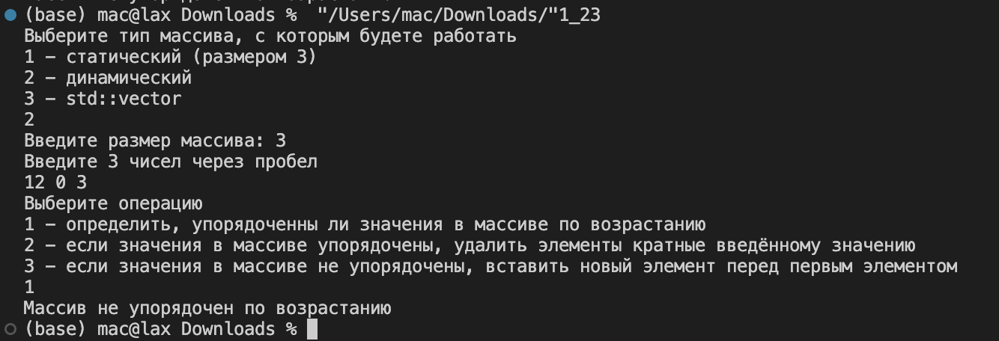 (base) mac@lax Downloads %  "/Users/mac/Downloads/"1_23
Выберите тип массива, с которым будете работать
1 – статический (размером 3)
2 – динамический
3 – std::vector
2
Введите размер массива: 3
Введите 3 чисел через пробел
12 0 3
Выберите операцию
1 – определить, упорядоченны ли значения в массиве по возрастанию
2 – если значения в массиве упорядочены, удалить элементы кратные введённому значению
3 – если значения в массиве не упорядочены, вставить новый элемент перед первым элементом
1
Массив не упорядочен по возрастанию
(base) mac@lax Downloads %